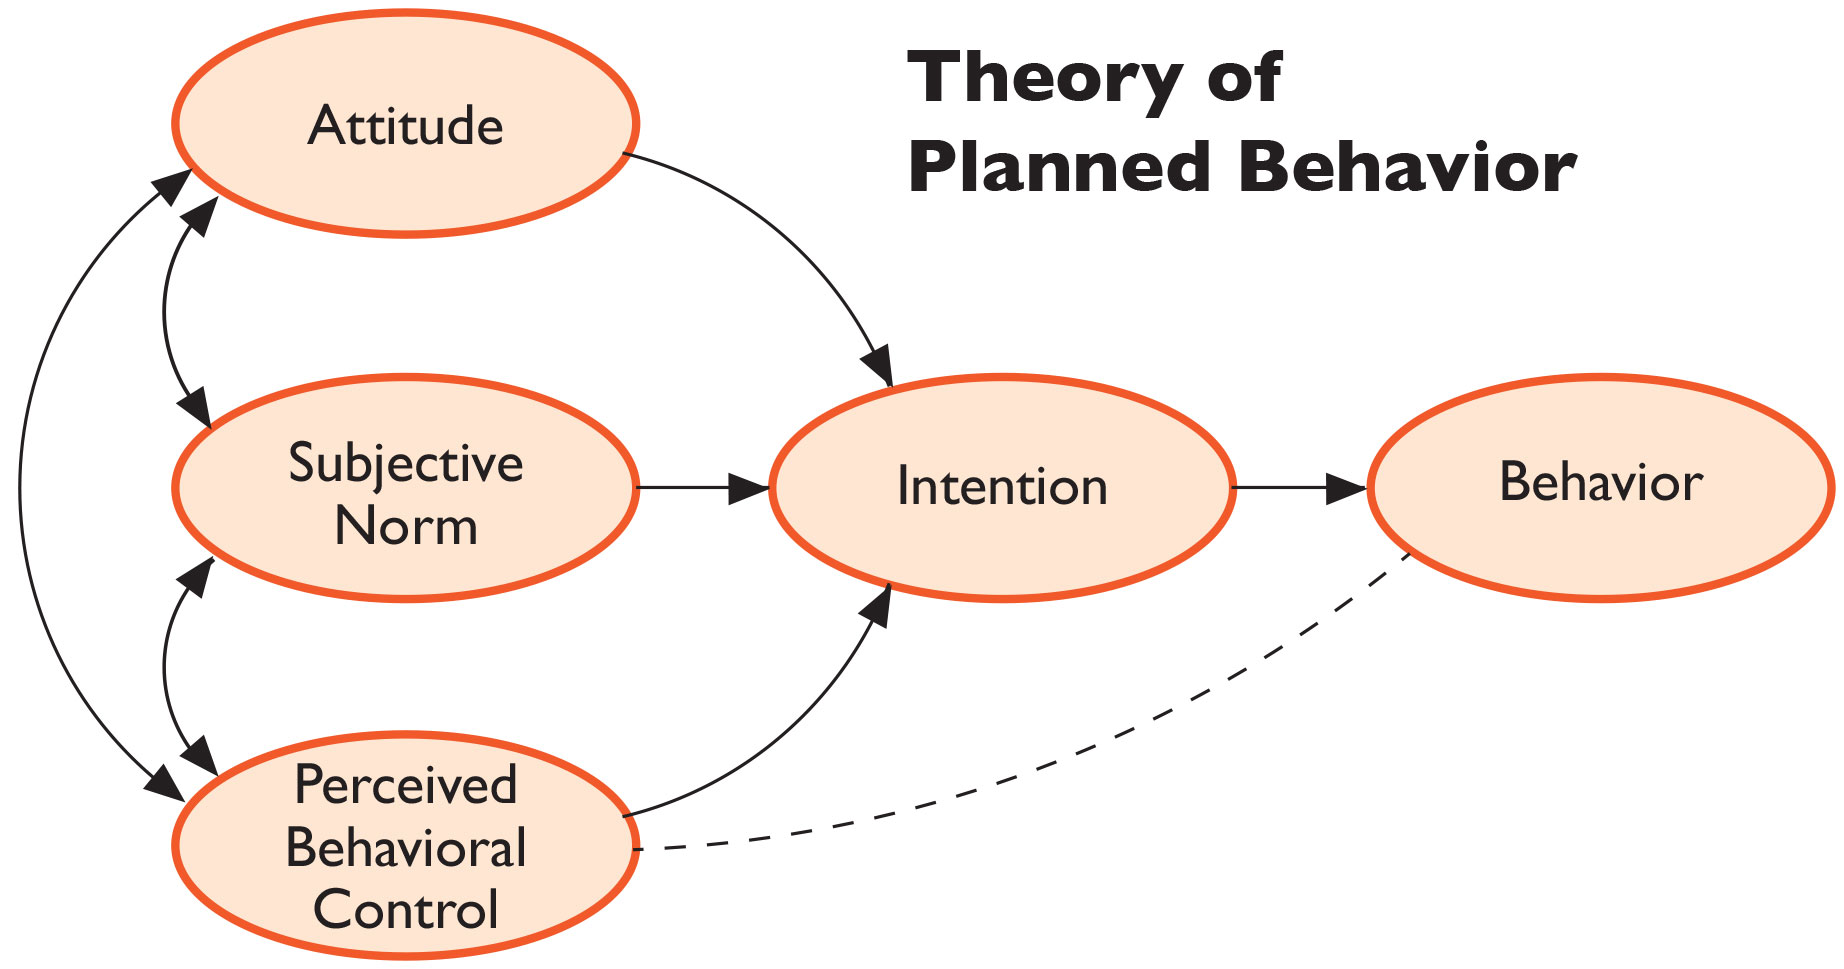 Theory of
Planned Behavior
Attitude
Subjective
Norm
Perceived
Behavioral
Control
Intention
Behavior